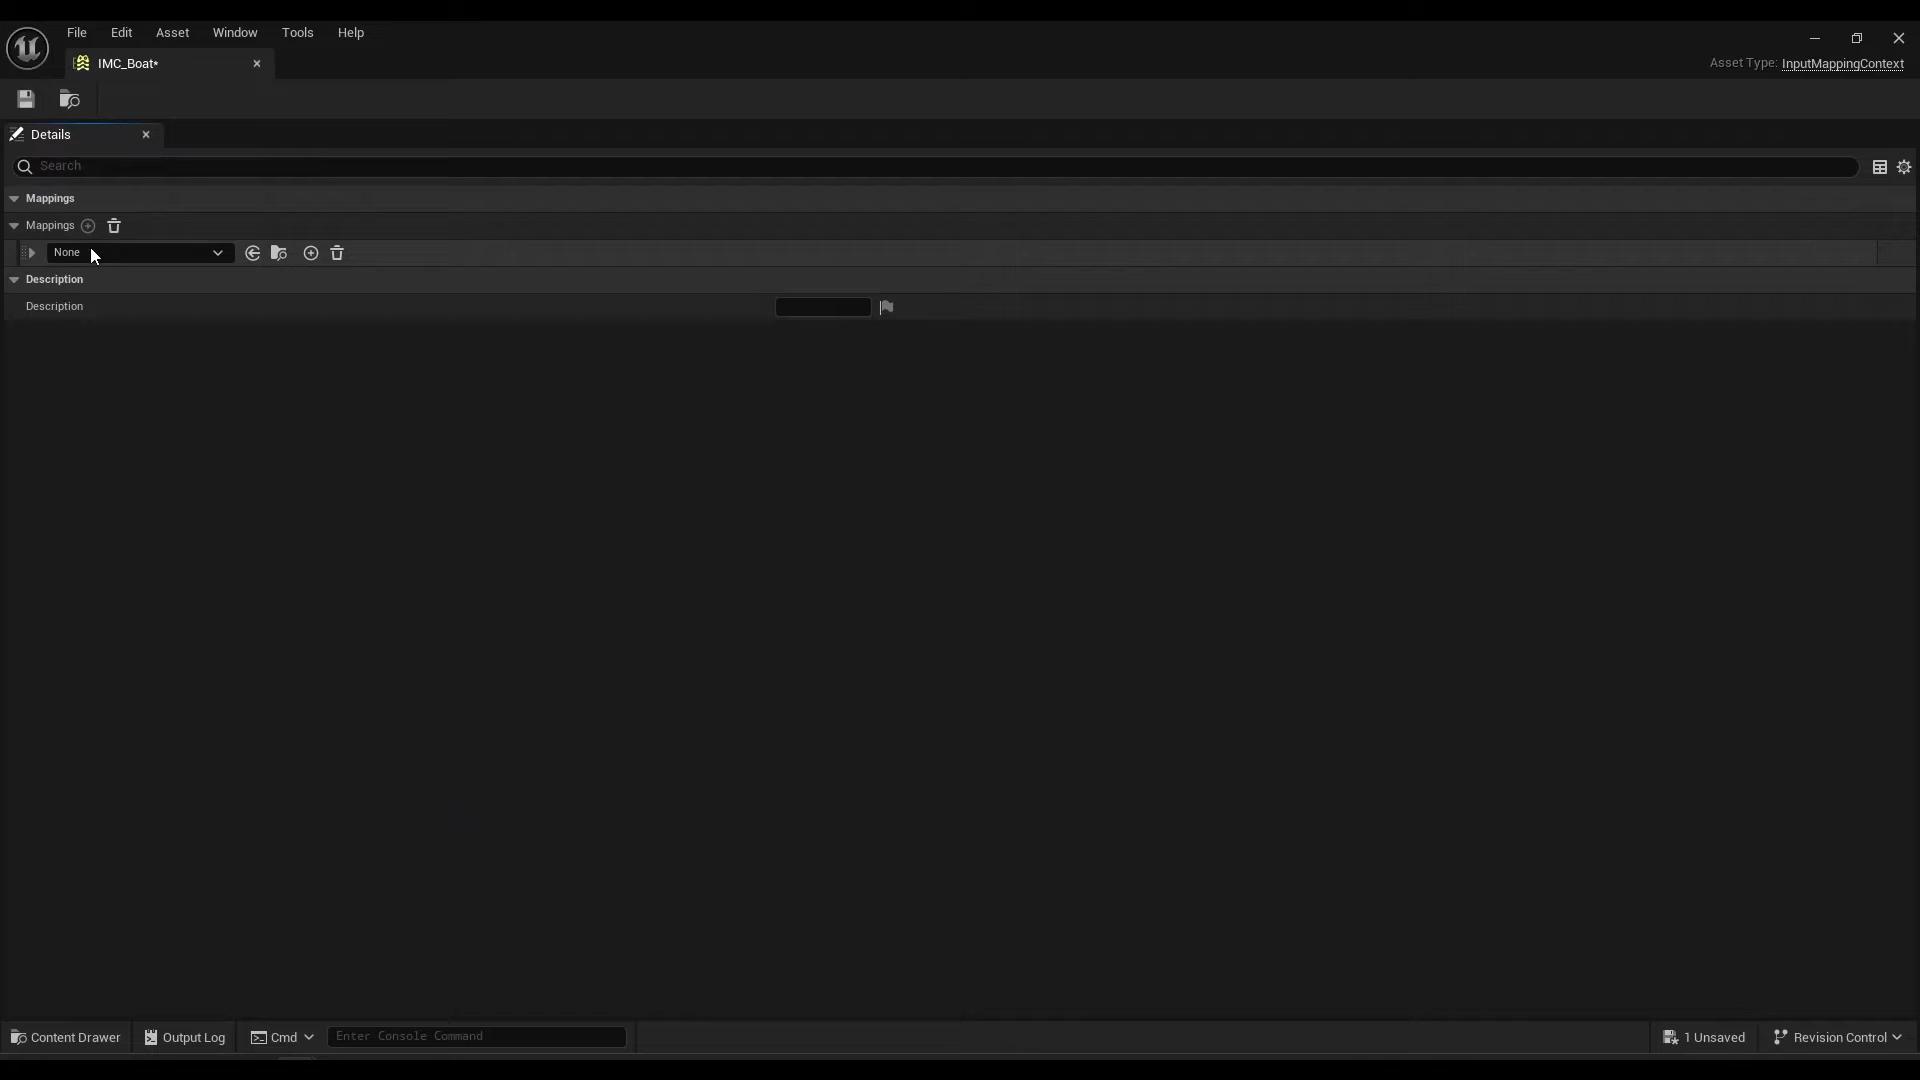 File Edit Asset Window Tools Help
IMC_Boat*
Asset Type: InputMappingContext
Details
Search
Mappings
Mappings
None
Description
Description
Content Drawer Output Log Cmd Enter Console Command 1 Unsaved Revision Control